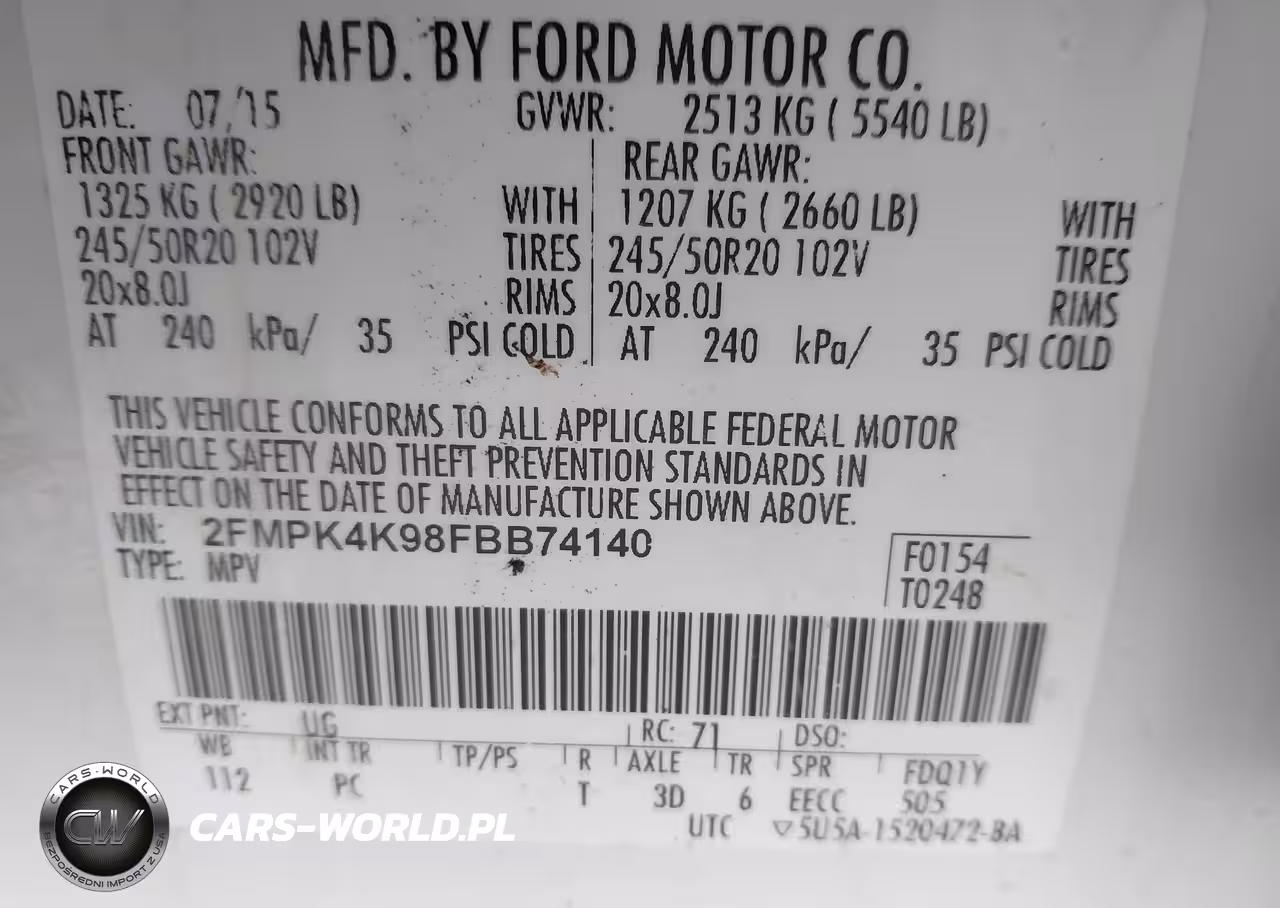 MFD. BY FORD MOTOR CO.
DATE: 07/'15 GVWR: 2513 KG ( 5540 LB)
FRONT GAWR: REAR GAWR:
1325 KG ( 2920 LB) WITH 1207 KG ( 2660 LB) WITH
245/50R20 102V TIRES 245/50R20 102V TIRES
20x8.0J RIMS 20x8.0J RIMS
AT 240 kPa/ 35 PSI COLD AT 240 kPa/ 35 PSI COLD
THIS VEHICLE CONFORMS TO ALL APPLICABLE FEDERAL MOTOR
VEHICLE SAFETY AND THEFT PREVENTION STANDARDS IN
EFFECT ON THE DATE OF MANUFACTURE SHOWN ABOVE.
VIN: 2FMPK4K98FBB74140
TYPE: MPV
F0154
T0248
EXT PNT: UG RC: 71 DSO:
WB INT TR TP/PS R AXLE TR SPR FDQ1Y
112 PC T 3D 6 EECC 505
UTC ▽5U5A-1520472-BA
CARS-WORLD
CW
BEZPOŚREDNI IMPORT Z USA
CARS-WORLD.PL